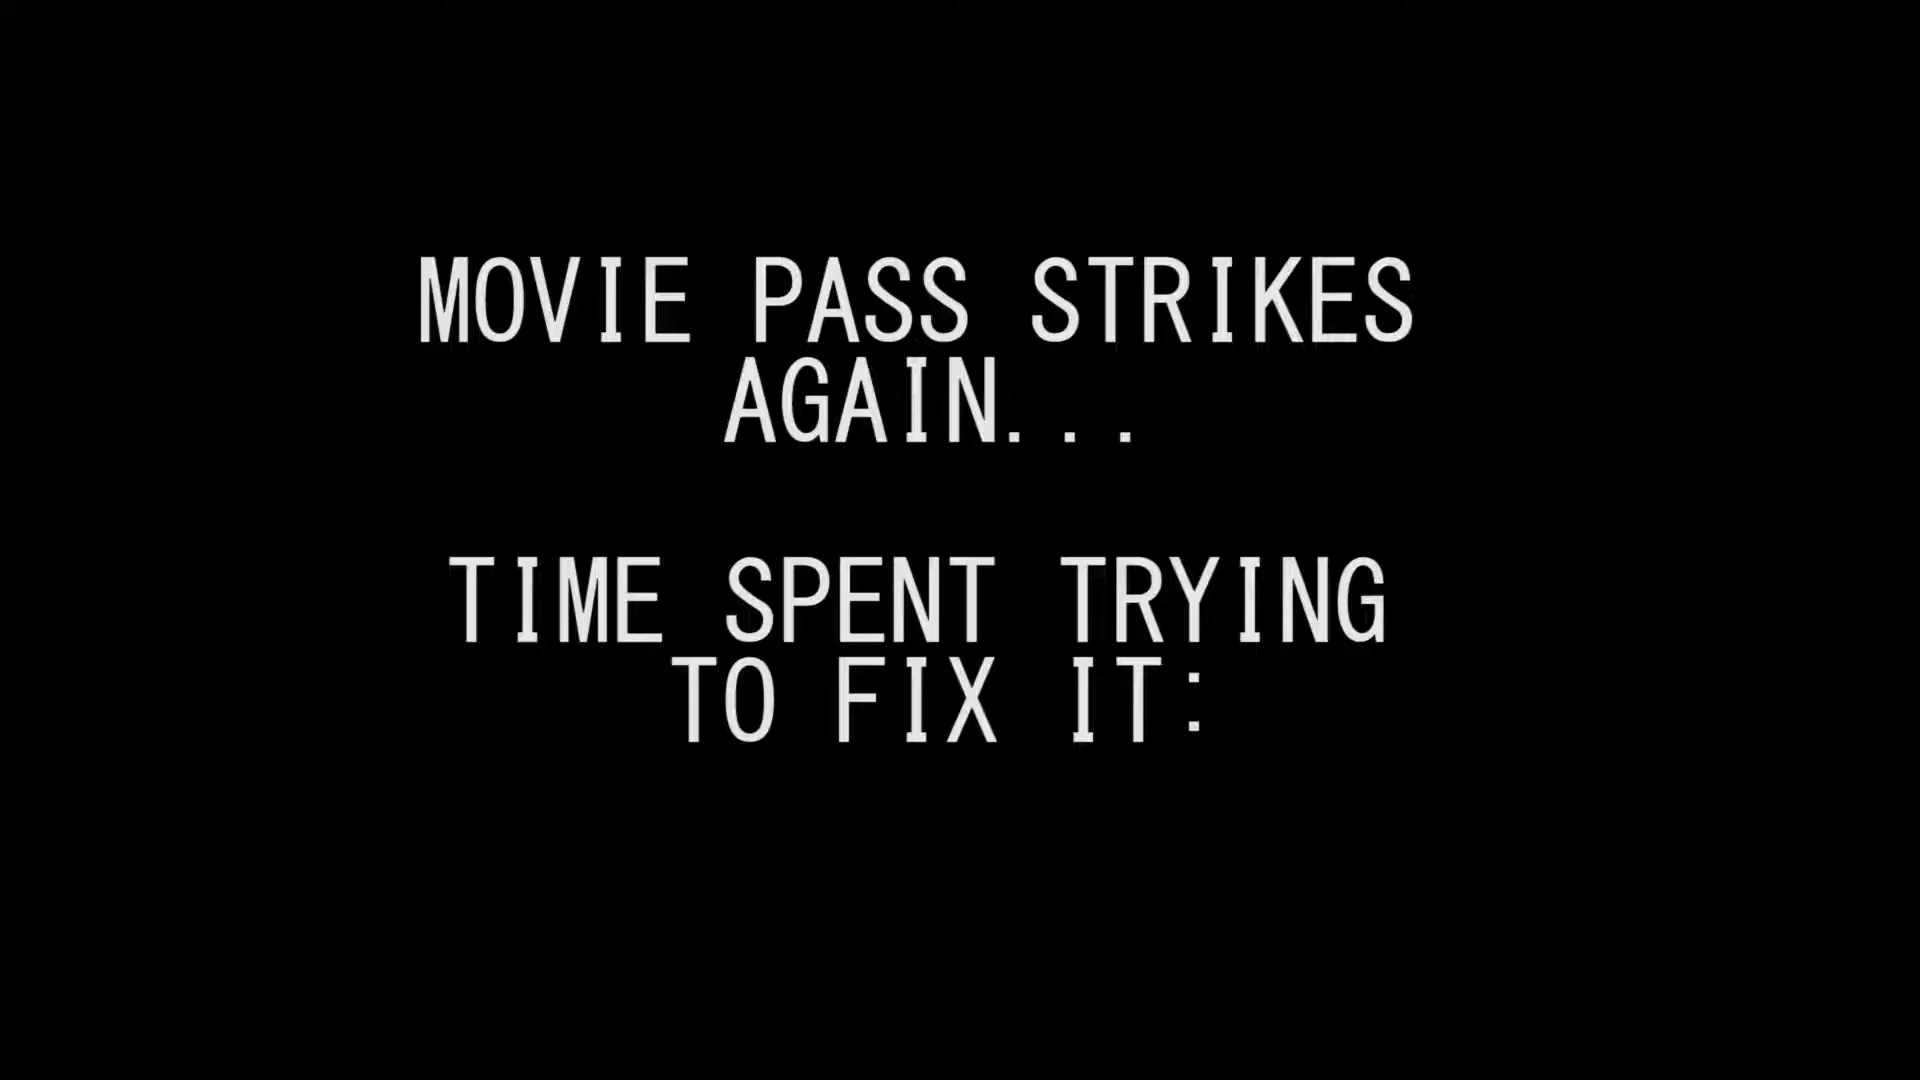 MOVIE PASS STRIKES
AGAIN...
TIME SPENT TRYING
TO FIX IT: